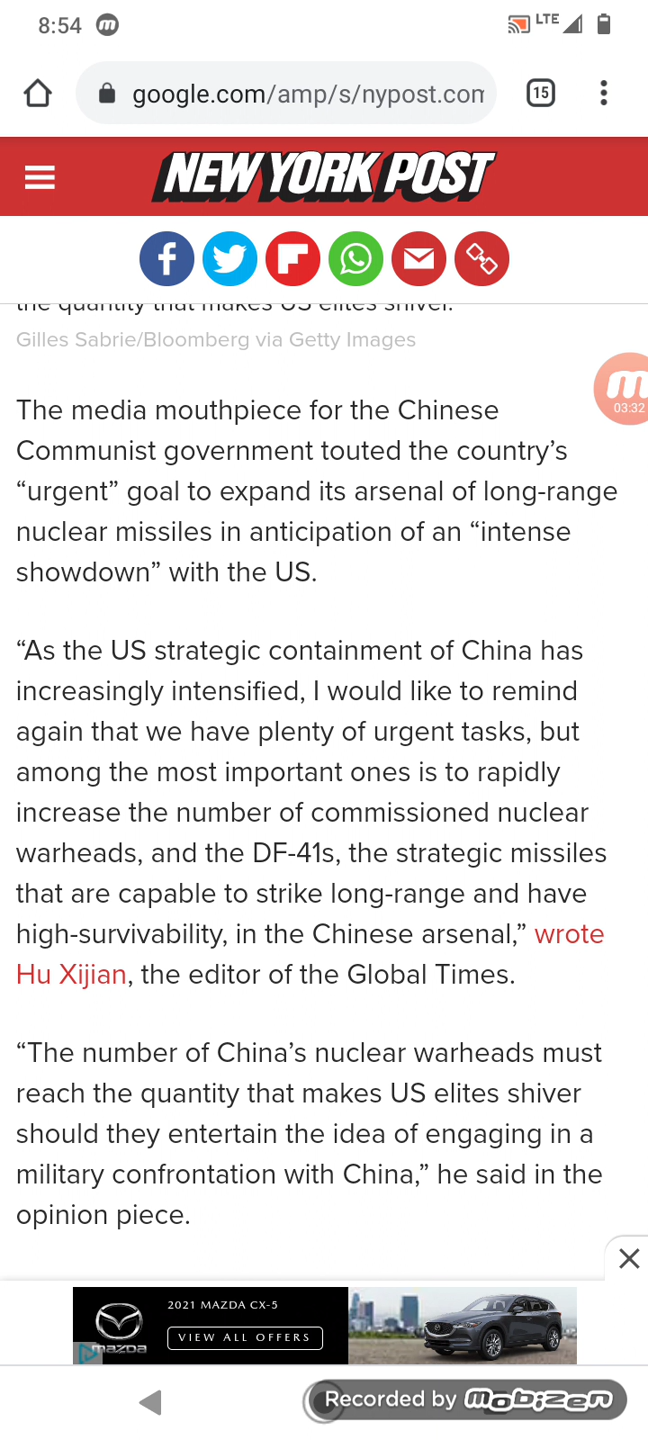 8:54
LTE
google.com/amp/s/nypost.com
15
NEW YORK POST
the quantity that makes US elites shiver.
Gilles Sabrie/Bloomberg via Getty Images
03:32
The media mouthpiece for the Chinese
Communist government touted the country’s
“urgent” goal to expand its arsenal of long-range
nuclear missiles in anticipation of an “intense
showdown” with the US.
“As the US strategic containment of China has
increasingly intensified, I would like to remind
again that we have plenty of urgent tasks, but
among the most important ones is to rapidly
increase the number of commissioned nuclear
warheads, and the DF-41s, the strategic missiles
that are capable to strike long-range and have
high-survivability, in the Chinese arsenal,” wrote
Hu Xijian, the editor of the Global Times.
“The number of China’s nuclear warheads must
reach the quantity that makes US elites shiver
should they entertain the idea of engaging in a
military confrontation with China,” he said in the
opinion piece.
2021 MAZDA CX-5
VIEW ALL OFFERS
mazda
Recorded by mobizen